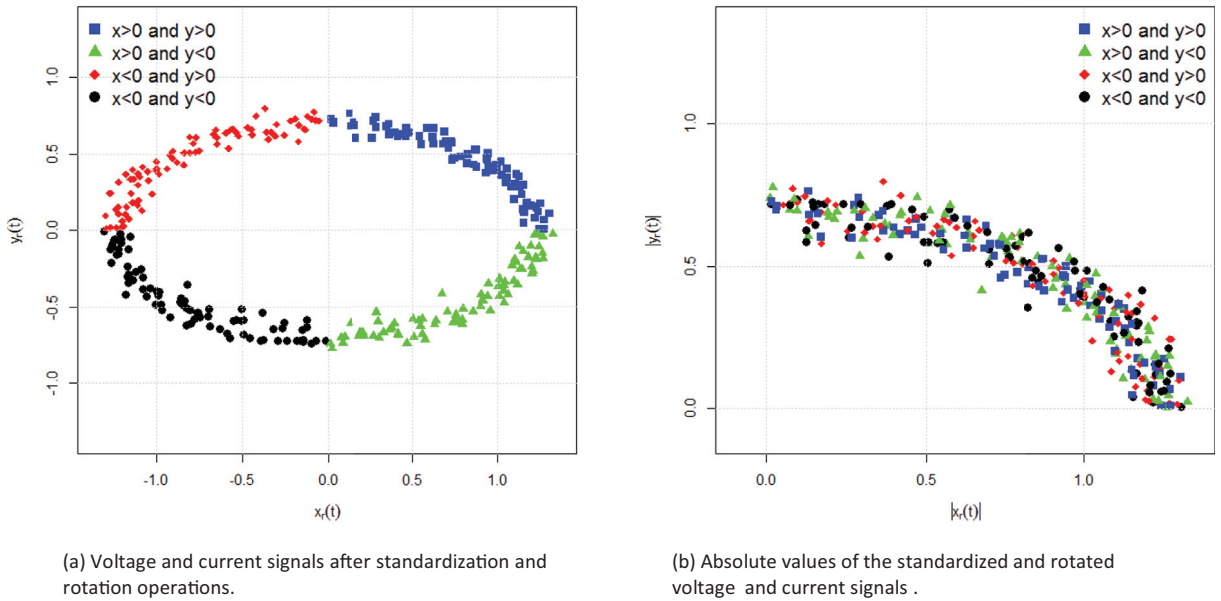 x>0 and y>0
x>0 and y<0
x<0 and y>0
x<0 and y<0
1.0
0.5
0.0
-0.5
-1.0
yr(t)
-1.0 -0.5 0.0 0.5 1.0
xr(t)
(a) Voltage and current signals after standardization and
rotation operations.
x>0 and y>0
x>0 and y<0
x<0 and y>0
x<0 and y<0
1.0
0.5
0.0
|yr(t)|
0.0 0.5 1.0
|xr(t)|
(b) Absolute values of the standardized and rotated
voltage and current signals .